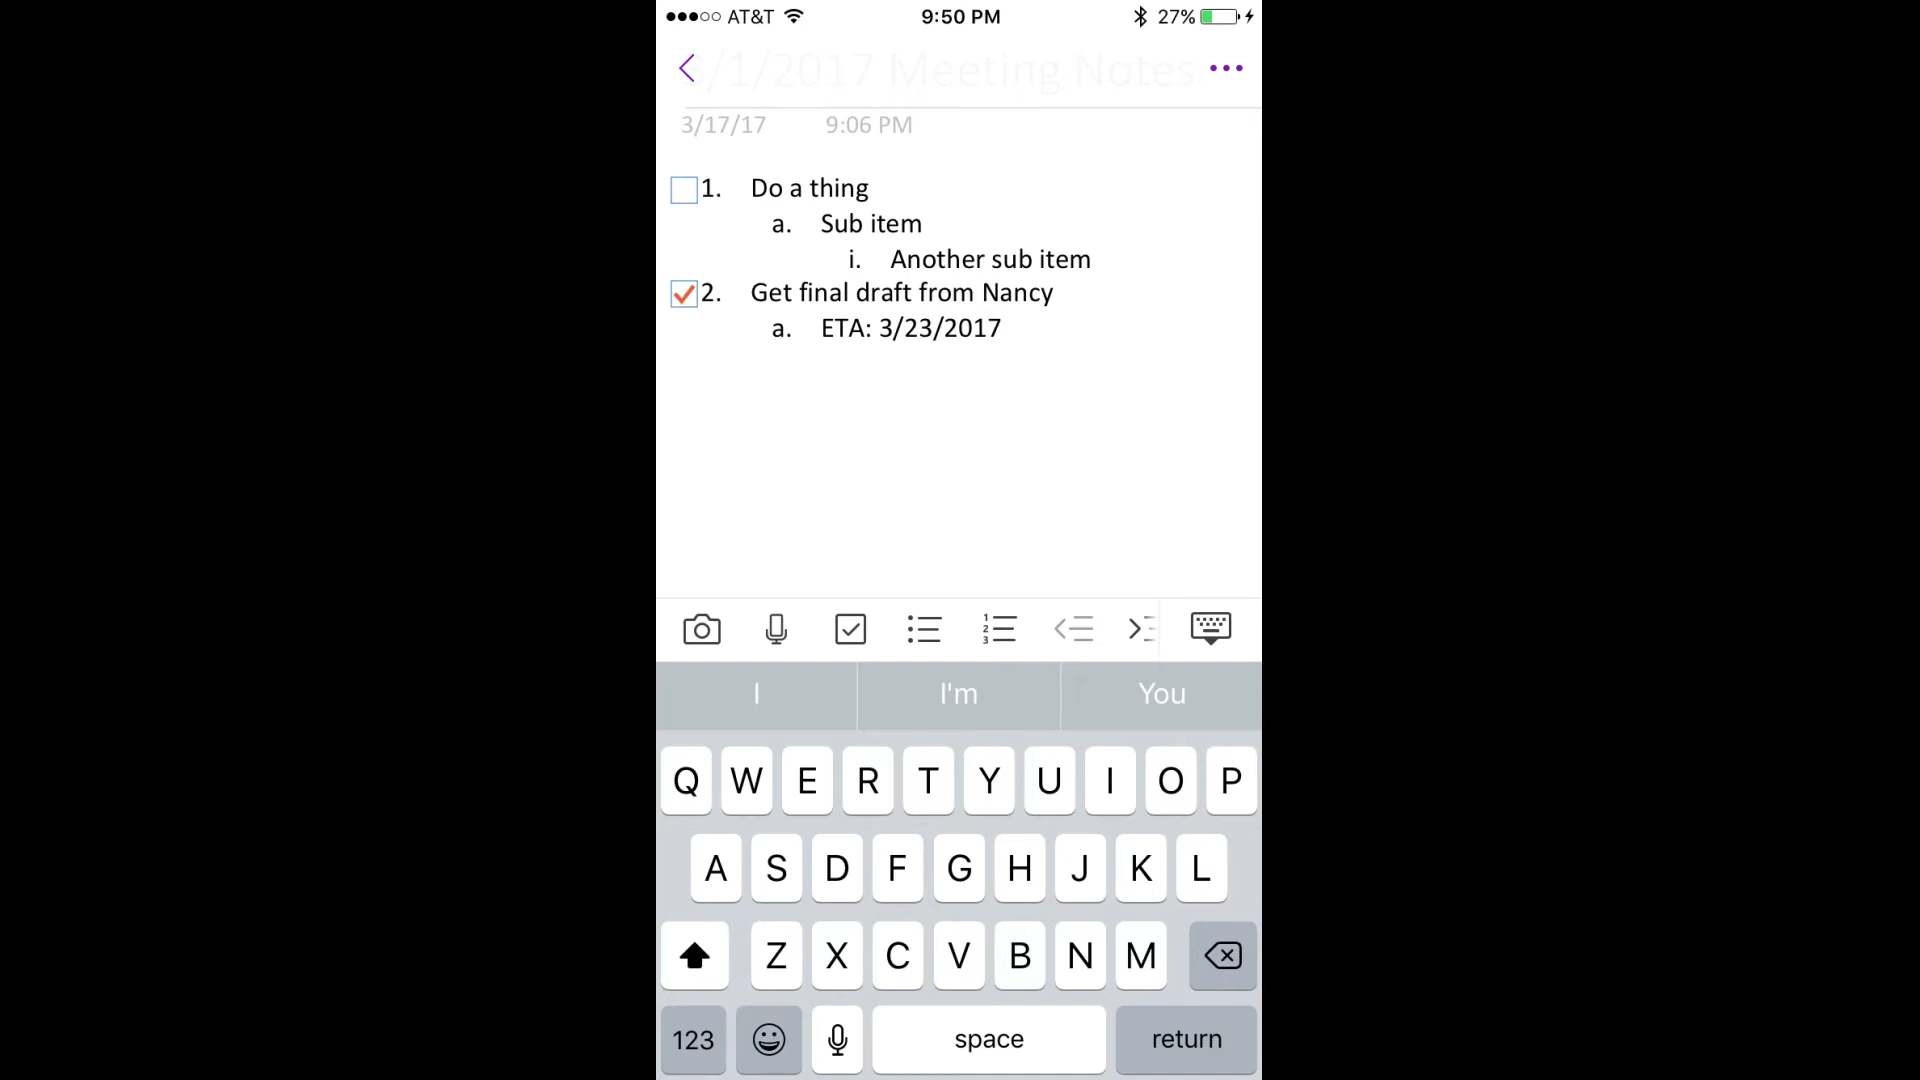 AT&T 9:50 PM 27%
/1/2017 Meeting Notes
3/17/17 9:06 PM
1. Do a thing
a. Sub item
i. Another sub item
2. Get final draft from Nancy
a. ETA: 3/23/2017
I I'm You
Q W E R T Y U I O P
A S D F G H J K L
Z X C V B N M
123 space return